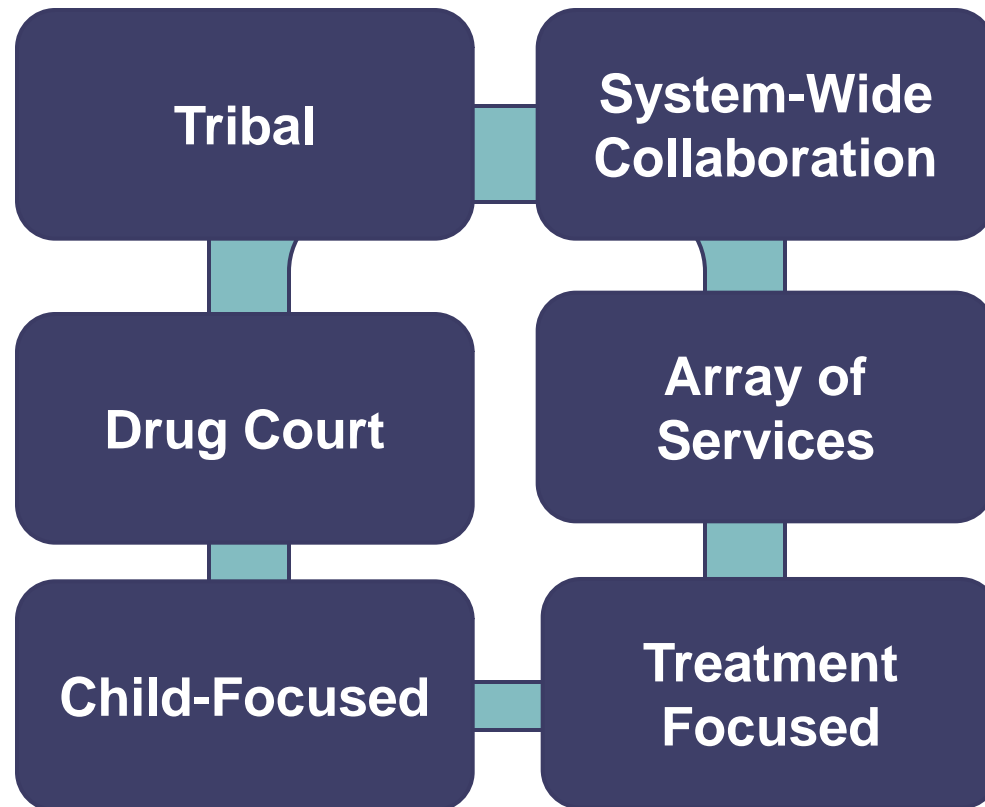 Tribal
System-Wide
Collaboration
Drug Court
Array of
Services
Child-Focused
Treatment
Focused